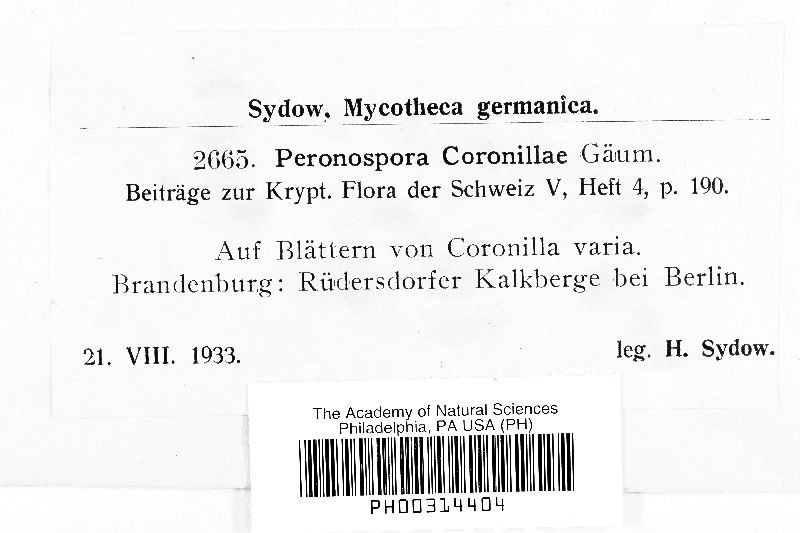 Sydow, Mycotheca germanica.
2665. Peronospora Coronillae Gäum.
Beiträge zur Krypt. Flora der Schweiz V, Heft 4, p. 190.
Auf Blättern von Coronilla varia.
Brandenburg: Rüdersdorfer Kalkberge bei Berlin.
21. VIII. 1933. leg. H. Sydow.
The Academy of Natural Sciences
Philadelphia, PA USA (PH)
PH00314404